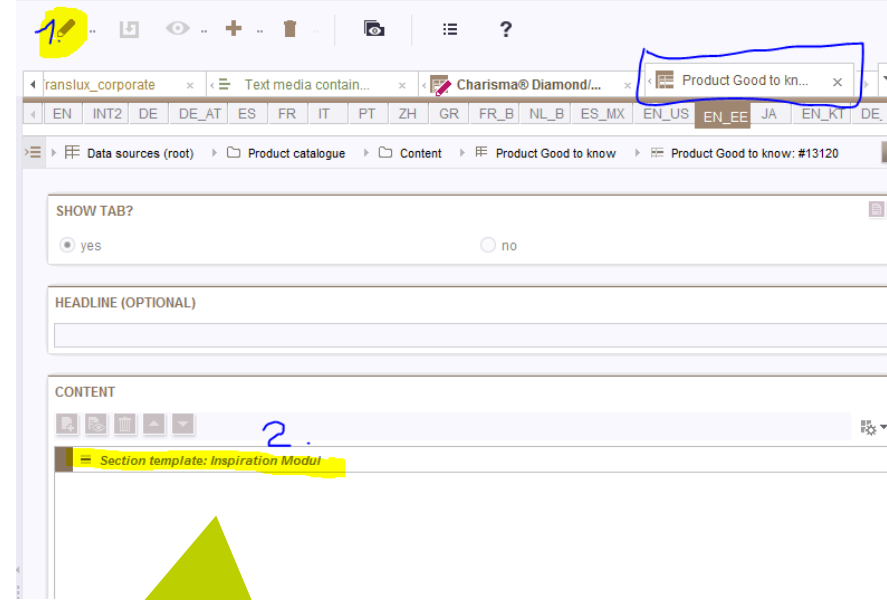 1.
?
ranslux_corporate × Text media contain... × Charisma® Diamond/... × Product Good to kn... ×
EN INT2 DE DE_AT ES FR IT PT ZH GR FR_B NL_B ES_MX EN_US EN_EE JA EN_KT DE_
Data sources (root) Product catalogue Content Product Good to know Product Good to know: #13120
SHOW TAB?
yes no
HEADLINE (OPTIONAL)
CONTENT
2.
Section template: Inspiration Modul